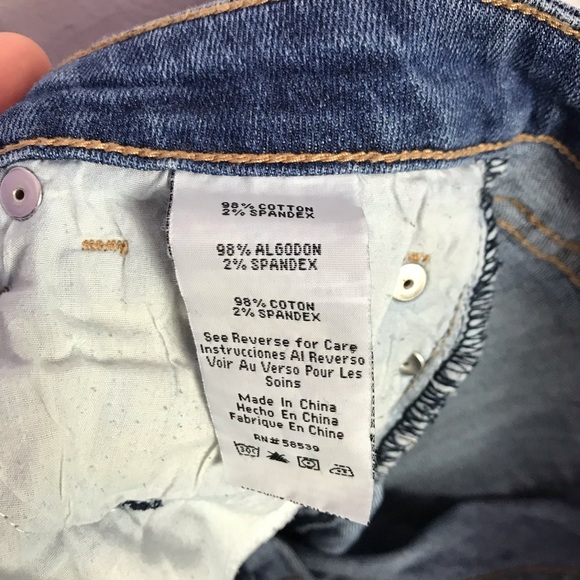 98% COTTON
2% SPANDEX
98% ALGODON
2% SPANDEX
98% COTON
2% SPANDEX
See Reverse for Care
Instrucciones Al Reverso
Voir Au Verso Pour Les
Soins
Made In China
Hecho En China
Fabrique En Chine
RN#58539